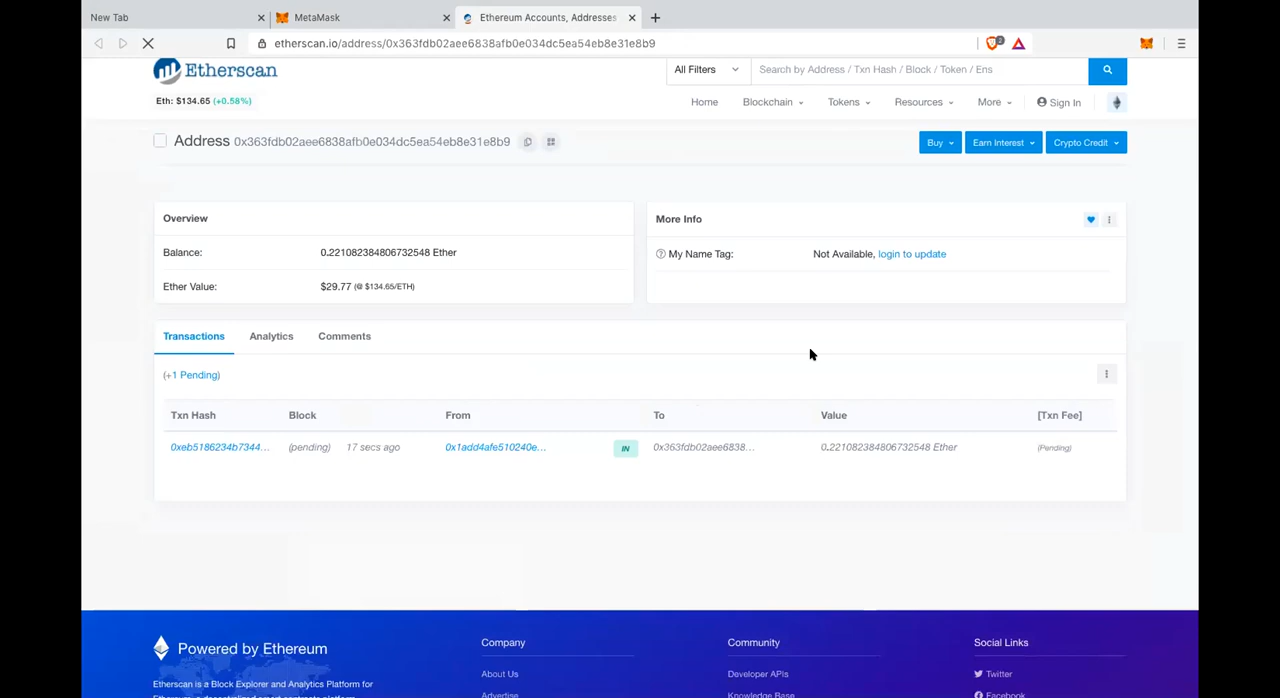 New Tab
MetaMask
Ethereum Accounts, Addresses
etherscan.io/address/0x363fdb02aee6838afb0e034dc5ea54eb8e31e8b9
2
Etherscan
All Filters
Search by Address / Txn Hash / Block / Token / Ens
Eth: $134.65 (+0.58%)
Home Blockchain Tokens Resources More Sign In
Address 0x363fdb02aee6838afb0e034dc5ea54eb8e31e8b9
Buy Earn Interest Crypto Credit
Overview
Balance: 0.221082384806732548 Ether
Ether Value: $29.77 (@ $134.65/ETH)
More Info
My Name Tag: Not Available, login to update
Transactions Analytics Comments
(+1 Pending)
Txn Hash Block From To Value [Txn Fee]
0xeb5186234b7344... (pending) 17 secs ago 0x1add4afe510240e... IN 0x363fdb02aee6838... 0.221082384806732548 Ether (Pending)
Powered by Ethereum
Etherscan is a Block Explorer and Analytics Platform for
Company
About Us
Advertise
Community
Developer APIs
Knowledge Base
Social Links
Twitter
Facebook